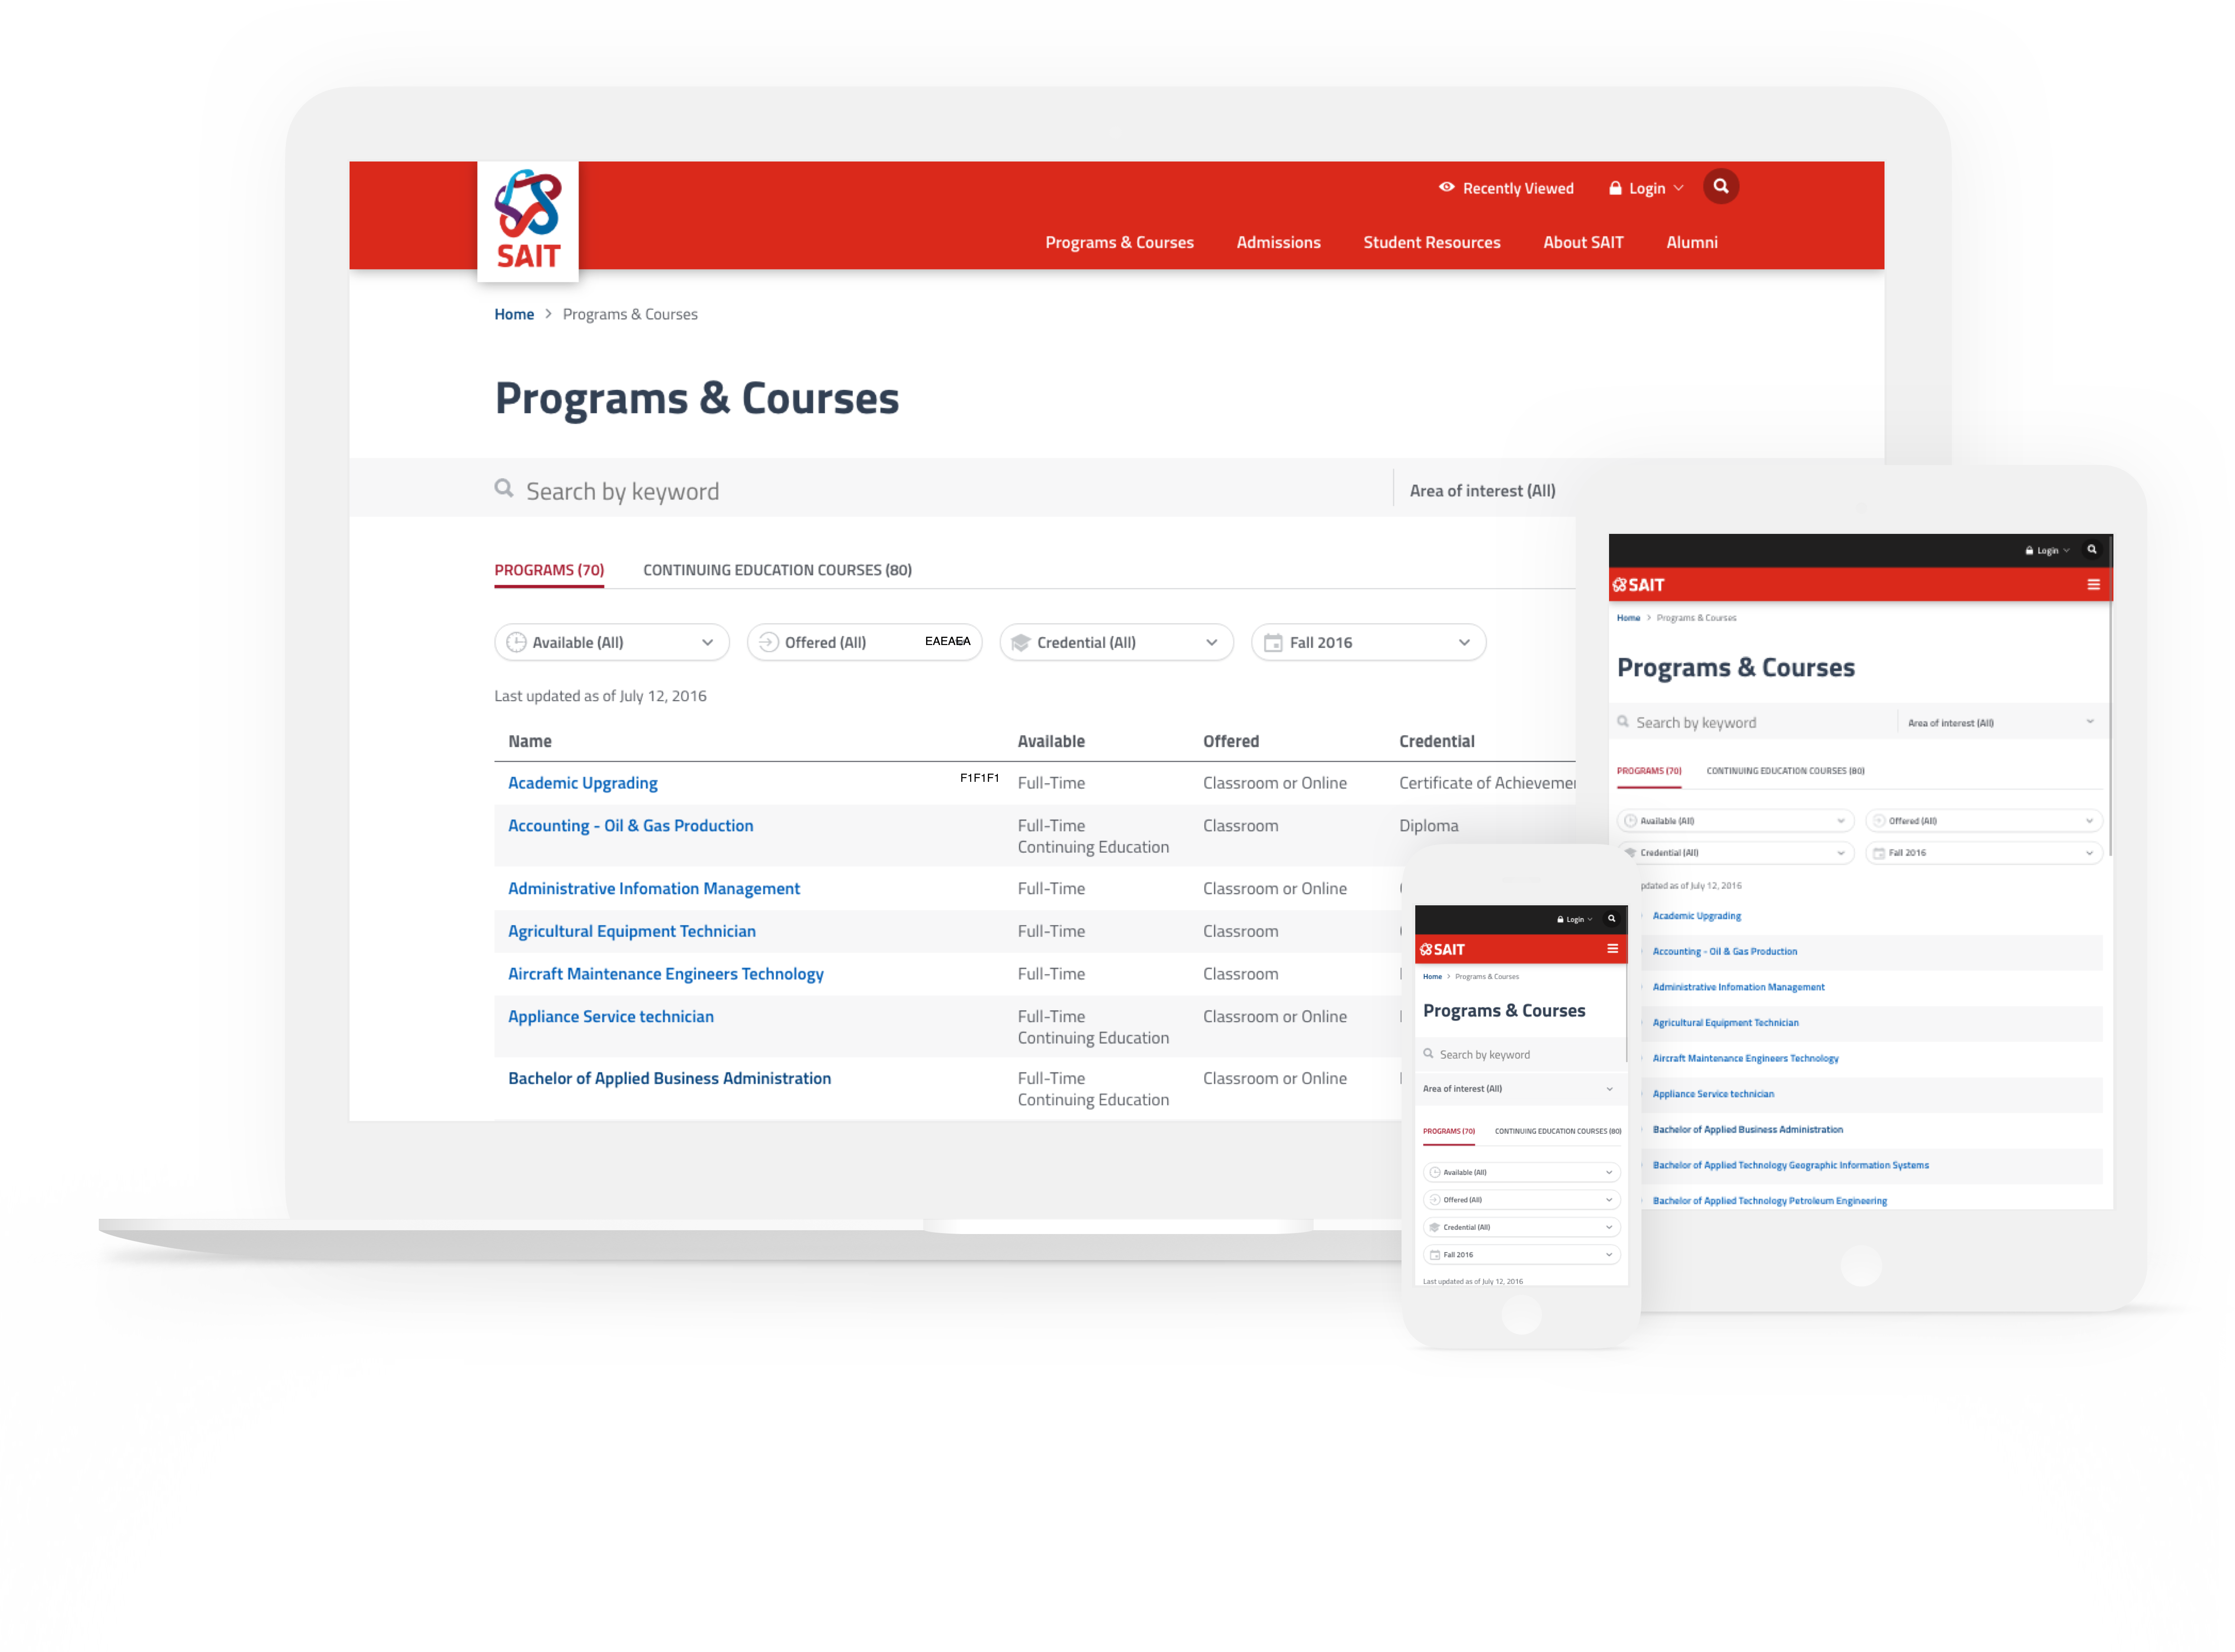 Recently Viewed Login
SAIT
Programs & Courses Admissions Student Resources About SAIT Alumni
Home > Programs & Courses
Programs & Courses
Search by keyword Area of interest (All)
PROGRAMS (70) CONTINUING EDUCATION COURSES (80)
Available (All) Offered (All) EAEAEA Credential (All) Fall 2016
Last updated as of July 12, 2016
Name Available Offered Credential
Academic Upgrading F1F1F1 Full-Time Classroom or Online Certificate of Achievemen
Accounting - Oil & Gas Production Full-Time Classroom Diploma
Continuing Education
Administrative Infomation Management Full-Time Classroom or Online
Agricultural Equipment Technician Full-Time Classroom
Aircraft Maintenance Engineers Technology Full-Time Classroom
Appliance Service technician Full-Time Classroom or Online
Continuing Education
Bachelor of Applied Business Administration Full-Time Classroom or Online
Continuing Education
Login
SAIT
Home > Programs & Courses
Programs & Courses
Search by keyword Area of interest (All)
PROGRAMS (70) CONTINUING EDUCATION COURSES (80)
Available (All) Offered (All)
Credential (All) Fall 2016
pdated as of July 12, 2016
Academic Upgrading
Accounting - Oil & Gas Production
Administrative Infomation Management
Agricultural Equipment Technician
Aircraft Maintenance Engineers Technology
Appliance Service technician
Bachelor of Applied Business Administration
Bachelor of Applied Technology Geographic Information Systems
Bachelor of Applied Technology Petroleum Engineering
Login
SAIT
Home > Programs & Courses
Programs & Courses
Search by keyword
Area of interest (All)
PROGRAMS (70) CONTINUING EDUCATION COURSES (80)
Available (All)
Offered (All)
Credential (All)
Fall 2016
Last updated as of July 12, 2016